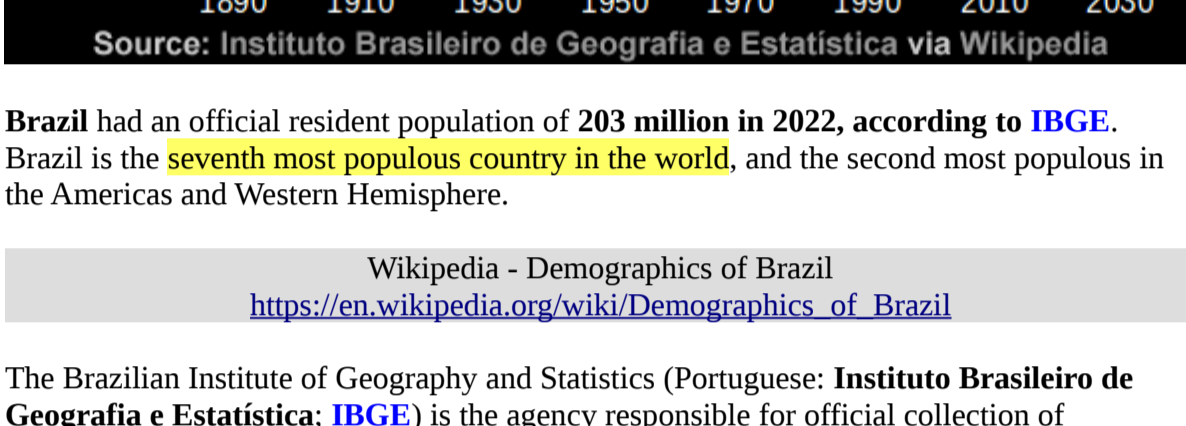 1890 1910 1930 1950 1970 1990 2010 2030
Source: Instituto Brasileiro de Geografia e Estatística via Wikipedia
Brazil had an official resident population of 203 million in 2022, according to IBGE.
Brazil is the seventh most populous country in the world, and the second most populous in
the Americas and Western Hemisphere.
Wikipedia - Demographics of Brazil
https://en.wikipedia.org/wiki/Demographics_of_Brazil
The Brazilian Institute of Geography and Statistics (Portuguese: Instituto Brasileiro de
Geografia e Estatística; IBGE) is the agency responsible for official collection of